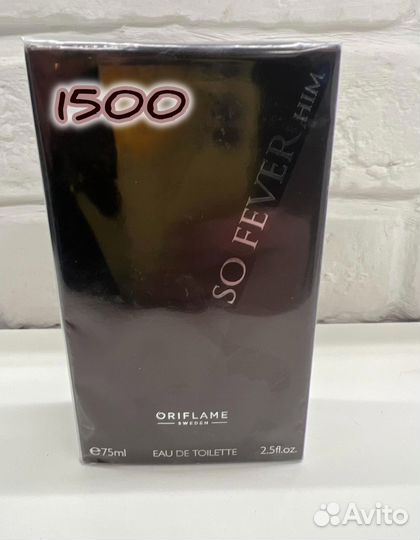 1500
SO FEVER HIM
ORIFLAME
SWEDEN
e75ml EAU DE TOILETTE 2.5fl.oz.
Avito